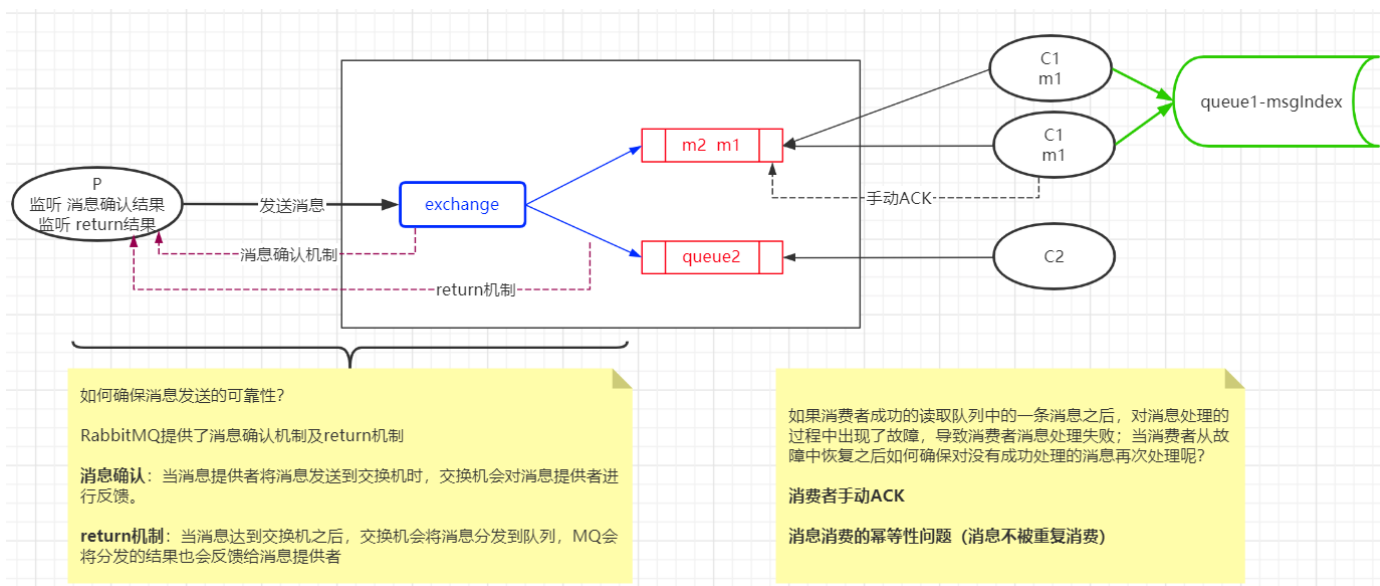 P
监听 消息确认结果
监听 return结果
发送消息
exchange
消息确认机制
return机制
m2 m1
queue2
C1
m1
C1
m1
手动ACK
C2
queue1-msgIndex
如何确保消息发送的可靠性?
RabbitMQ提供了消息确认机制及return机制
消息确认：当消息提供者将消息发送到交换机时，交换机会对消息提供者进
行反馈。
return机制：当消息达到交换机之后，交换机会将消息分发到队列，MQ会
将分发的结果也会反馈给消息提供者
如果消费者成功的读取队列中的一条消息之后，对消息处理的
过程中出现了故障，导致消费者消息处理失败；当消费者从故
障中恢复之后如何确保对没有成功处理的消息再次处理呢?
消费者手动ACK
消息消费的幂等性问题（消息不被重复消费）